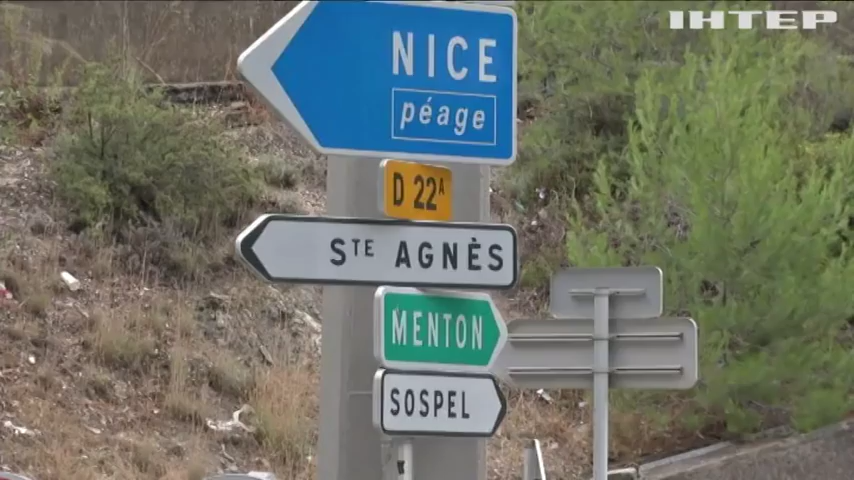 ІНТЕР
NICE
péage
D 22A
STE AGNÈS
MENTON
SOSPEL